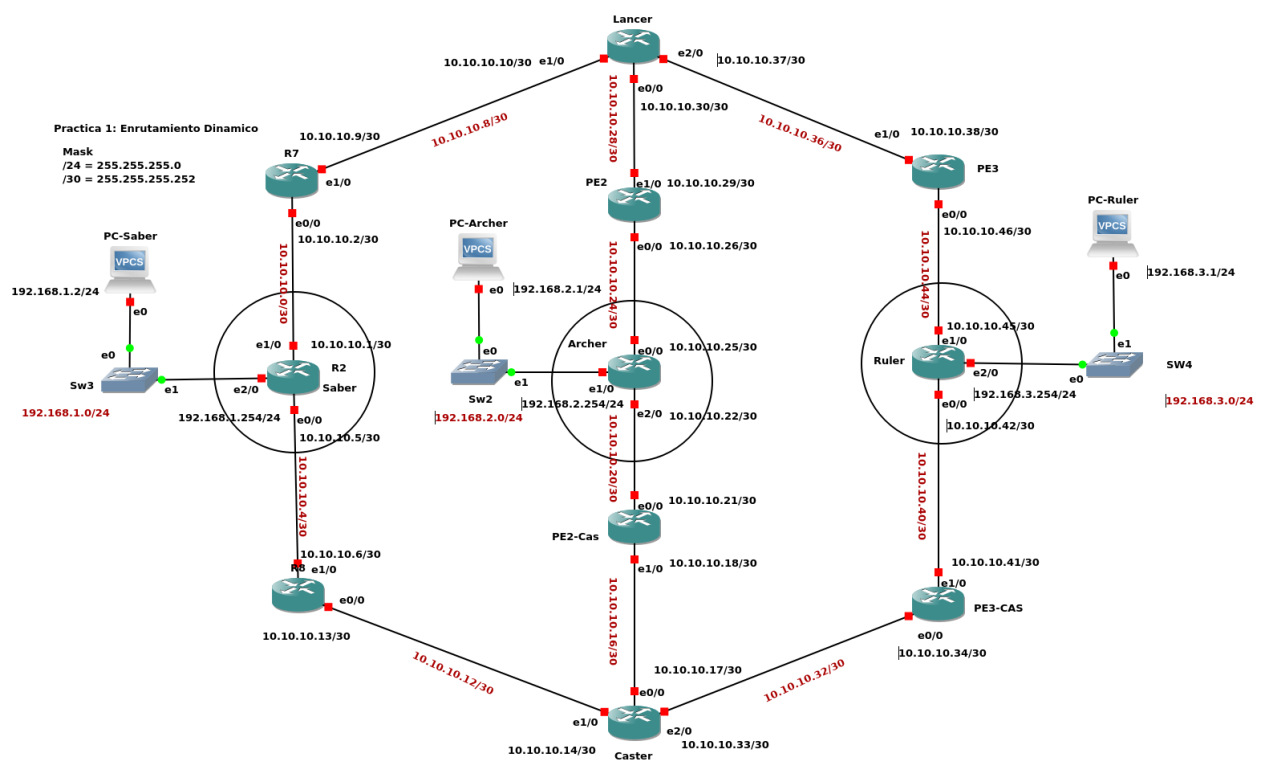 Lancer
e2/0
10.10.10.10/30 e1/0
10.10.10.37/30
e0/0
10.10.10.30/30
10.10.10.28/30
10.10.10.8/30
10.10.10.36/30
Practica 1: Enrutamiento Dinamico
Mask
/24 = 255.255.255.0
/30 = 255.255.255.252
10.10.10.9/30
R7
e1/0
e0/0
10.10.10.2/30
10.10.10.0/30
e1/0
10.10.10.38/30
PE3
e0/0
10.10.10.46/30
10.10.10.44/30
PE2
e1/0
10.10.10.29/30
e0/0
10.10.10.26/30
10.10.10.24/30
PC-Saber
VPCS
192.168.1.2/24
e0
e0
Sw3
e1
192.168.1.0/24
PC-Archer
VPCS
e0
192.168.2.1/24
e0
Sw2
e1
192.168.2.0/24
PC-Ruler
VPCS
e0
192.168.3.1/24
e1
e0
SW4
192.168.3.0/24
e1/0
10.10.10.1/30
R2
Saber
e2/0
192.168.1.254/24
e0/0
10.10.10.5/30
10.10.10.4/30
Archer
e0/0
10.10.10.25/30
e1/0
192.168.2.254/24
e2/0
10.10.10.22/30
10.10.10.20/30
10.10.10.45/30
e1/0
Ruler
e2/0
192.168.3.254/24
e0/0
10.10.10.42/30
10.10.10.40/30
10.10.10.21/30
e0/0
PE2-Cas
e1/0
10.10.10.18/30
10.10.10.16/30
10.10.10.6/30
R8
e1/0
e0/0
10.10.10.13/30
10.10.10.12/30
10.10.10.41/30
e1/0
PE3-CAS
e0/0
10.10.10.34/30
10.10.10.32/30
10.10.10.17/30
e0/0
e1/0
10.10.10.14/30
e2/0
10.10.10.33/30
Caster